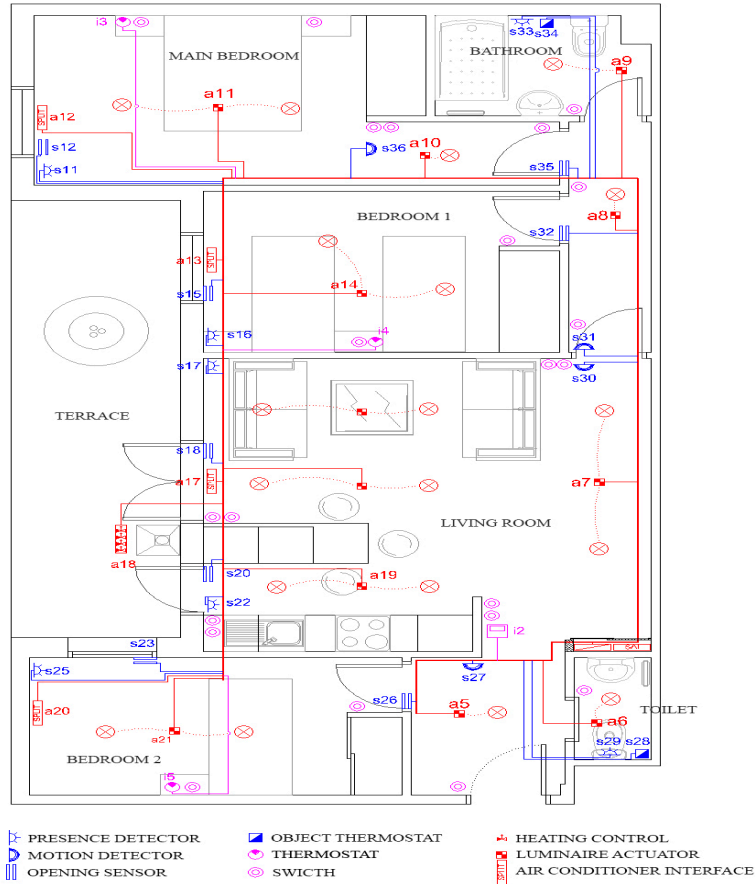 i3
s33
s34
MAIN BEDROOM
BATHROOM
a9
a11
SPLIT
a12
s12
a10
s36
s11
s35
BEDROOM 1
a8
s32
a13
SPLIT
a14
s15
s16
i4
s31
s17
s30
TERRACE
s18
a17
SPLIT
a7
LIVING ROOM
a18
s20
a19
s22
i2
s23
SAI
s25
s27
s26
SPLIT
a20
a5
a6
TOILET
a21
BEDROOM 2
s29
s28
i5
PRESENCE DETECTOR
OBJECT THERMOSTAT
HEATING CONTROL
MOTION DETECTOR
THERMOSTAT
LUMINAIRE ACTUATOR
OPENING SENSOR
SWICTH
SPLIT
AIR CONDITIONER INTERFACE